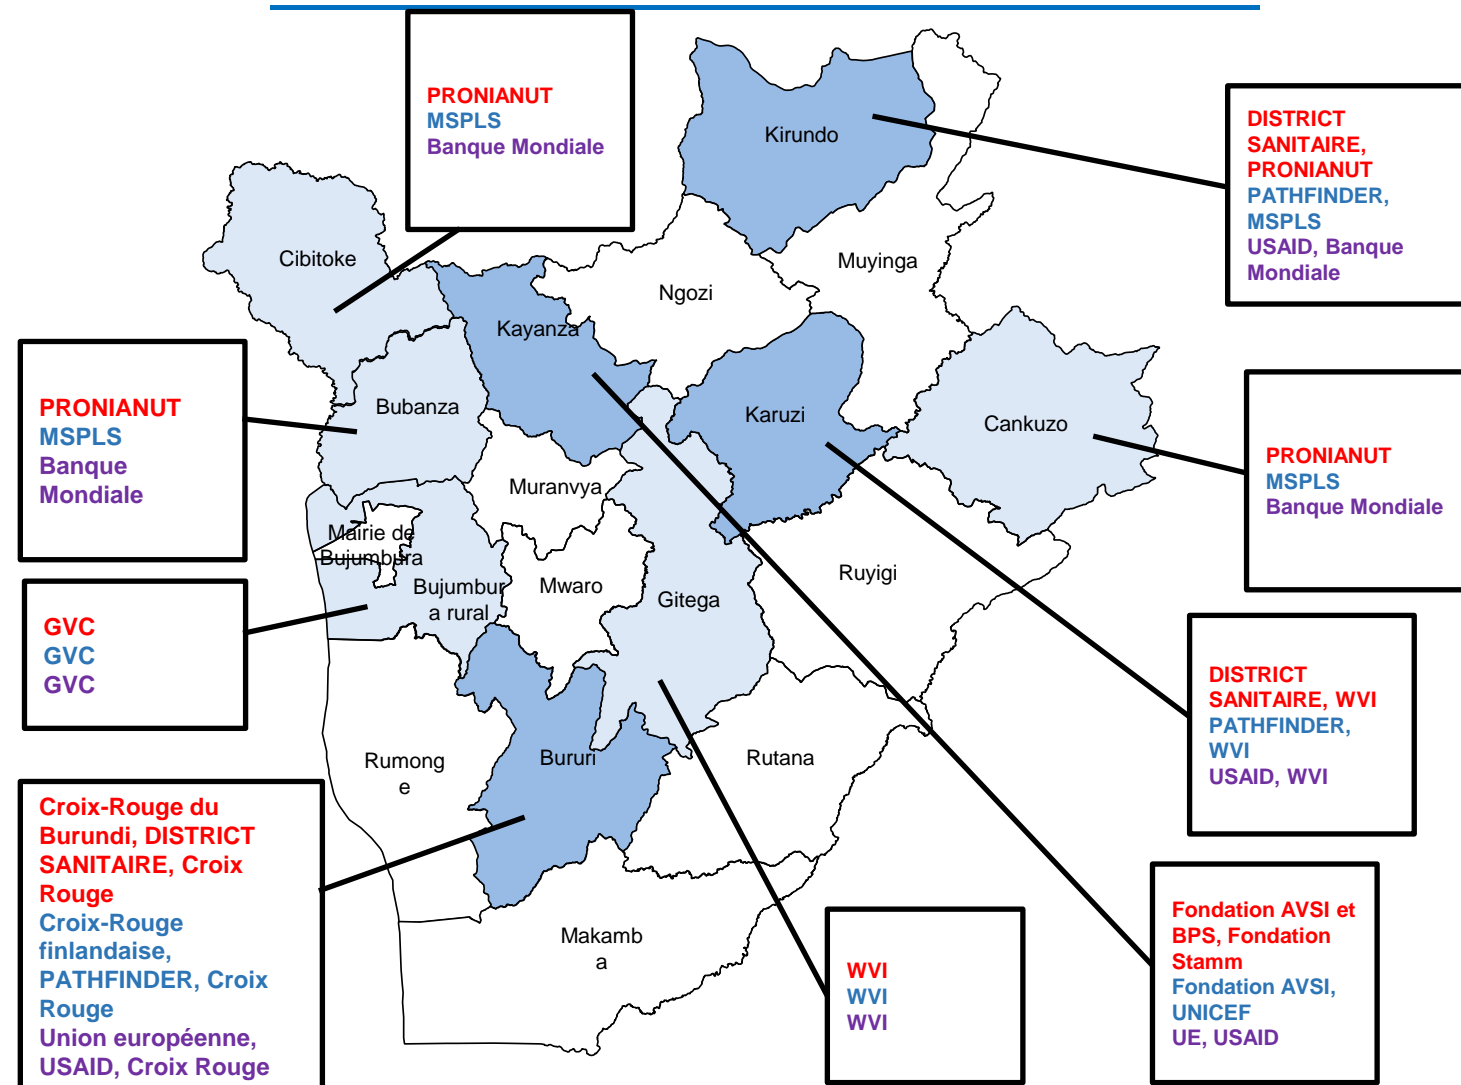 PRONIANUT
MSPLS
Banque Mondiale
DISTRICT
SANITAIRE,
PRONIANUT
PATHFINDER,
MSPLS
USAID, Banque
Mondiale
Kirundo
Cibitoke
Muyinga
Ngozi
Kayanza
PRONIANUT
MSPLS
Banque
Mondiale
Bubanza
Karuzi
Cankuzo
PRONIANUT
MSPLS
Banque Mondiale
Muranvya
Mairie de
Bujumbura
Bujumbur
a rural
Mwaro
Gitega
Ruyigi
GVC
GVC
GVC
DISTRICT
SANITAIRE, WVI
PATHFINDER,
WVI
USAID, WVI
Rumong
e
Bururi
Rutana
Croix-Rouge du
Burundi, DISTRICT
SANITAIRE, Croix
Rouge
Croix-Rouge
finlandaise,
PATHFINDER, Croix
Rouge
Union européenne,
USAID, Croix Rouge
Makamb
a
WVI
WVI
WVI
Fondation AVSI et
BPS, Fondation
Stamm
Fondation AVSI,
UNICEF
UE, USAID